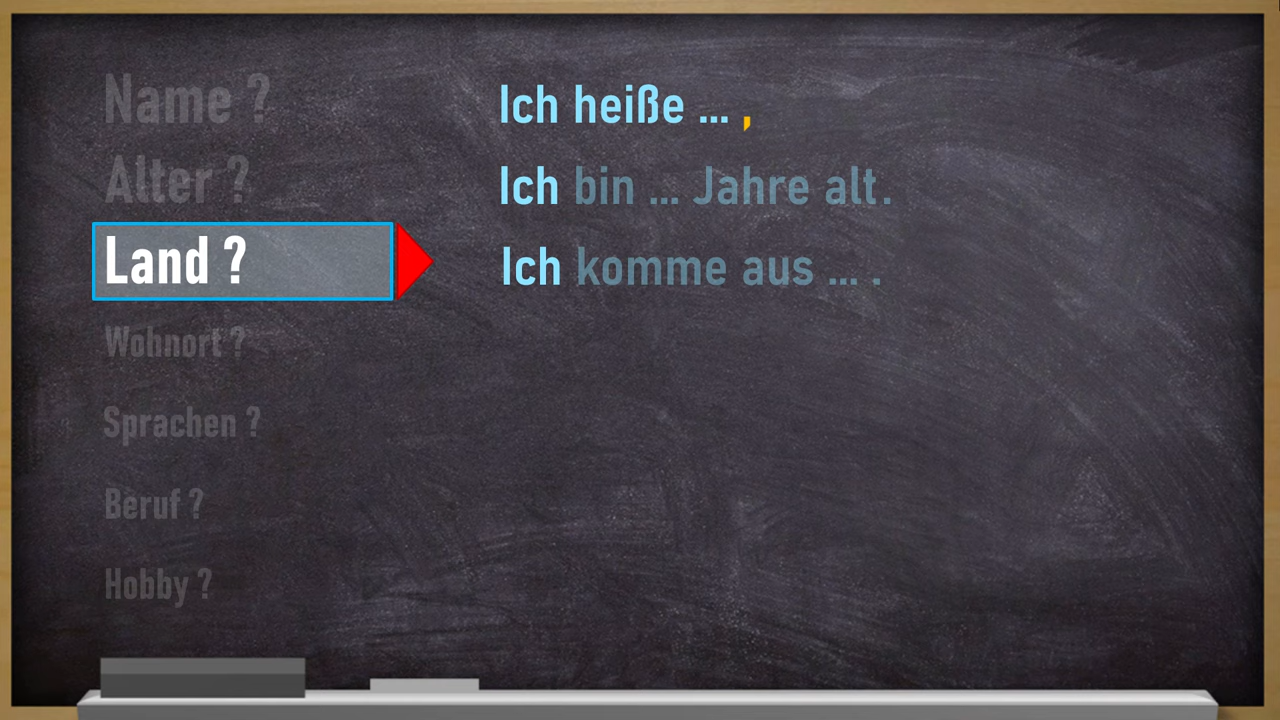 Name ?
Ich heiße ... ,
Alter ?
Ich bin ... Jahre alt.
Land ?
Ich komme aus ... .
Wohnort ?
Sprachen ?
Beruf ?
Hobby ?